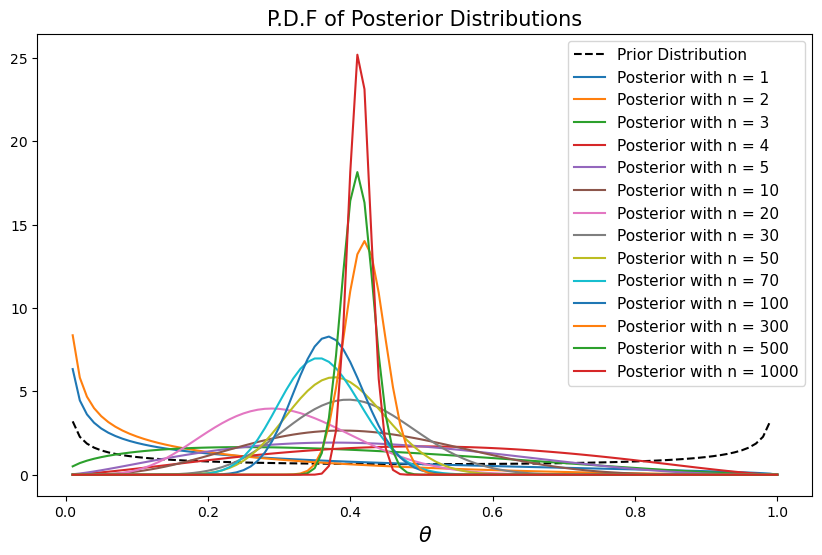 P.D.F of Posterior Distributions
25
20
15
10
5
0
0.0
0.2
0.4
0.6
0.8
1.0
θ
Prior Distribution
Posterior with n = 1
Posterior with n = 2
Posterior with n = 3
Posterior with n = 4
Posterior with n = 5
Posterior with n = 10
Posterior with n = 20
Posterior with n = 30
Posterior with n = 50
Posterior with n = 70
Posterior with n = 100
Posterior with n = 300
Posterior with n = 500
Posterior with n = 1000